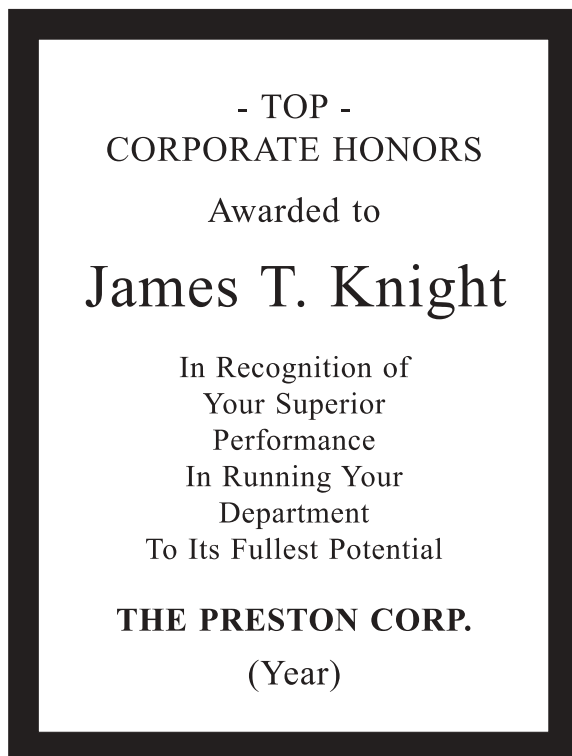 - TOP -
CORPORATE HONORS
Awarded to
James T. Knight
In Recognition of
Your Superior
Performance
In Running Your
Department
To Its Fullest Potential
THE PRESTON CORP.
(Year)